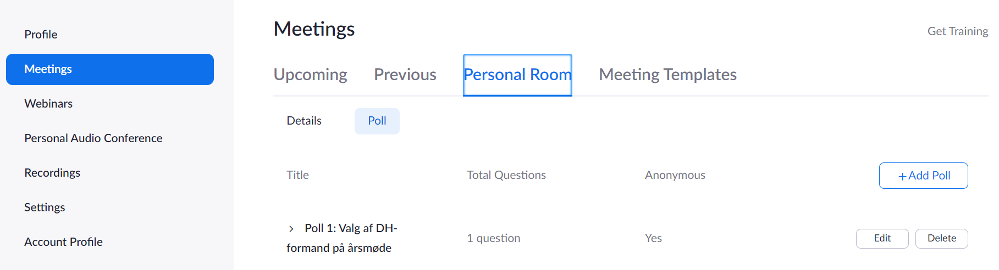 Profile
Meetings
Webinars
Personal Audio Conference
Recordings
Settings
Account Profile
Meetings
Get Training
Upcoming Previous Personal Room Meeting Templates
Details Poll
Title Total Questions Anonymous +Add Poll
> Poll 1: Valg af DH-
formand på årsmøde
1 question Yes Edit Delete